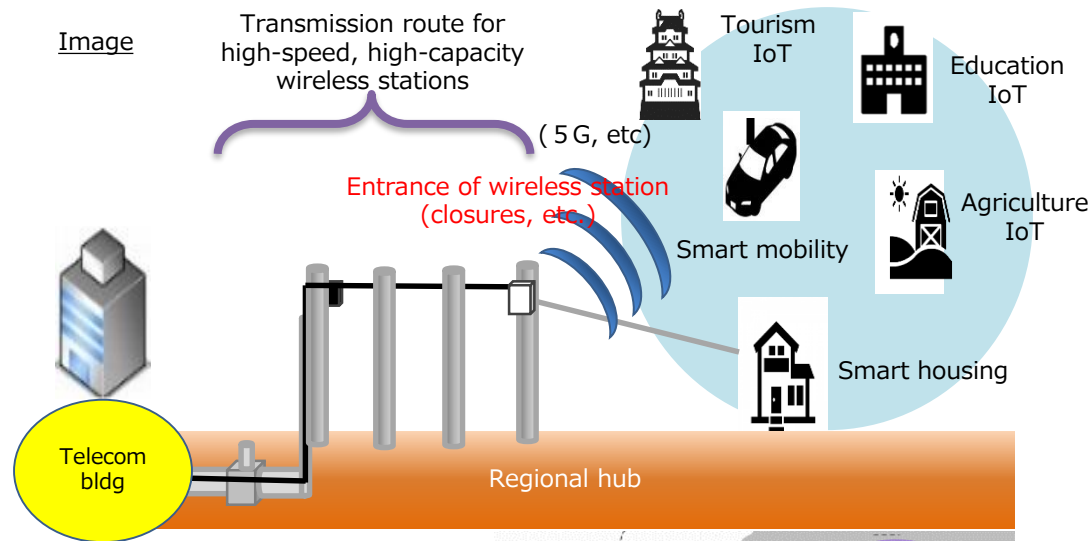 Image
Transmission route for
high-speed, high-capacity
wireless stations
Tourism
IoT
Education
IoT
( 5 G, etc)
Entrance of wireless station
(closures, etc.)
Agriculture
IoT
Smart mobility
Smart housing
Telecom
bldg
Regional hub